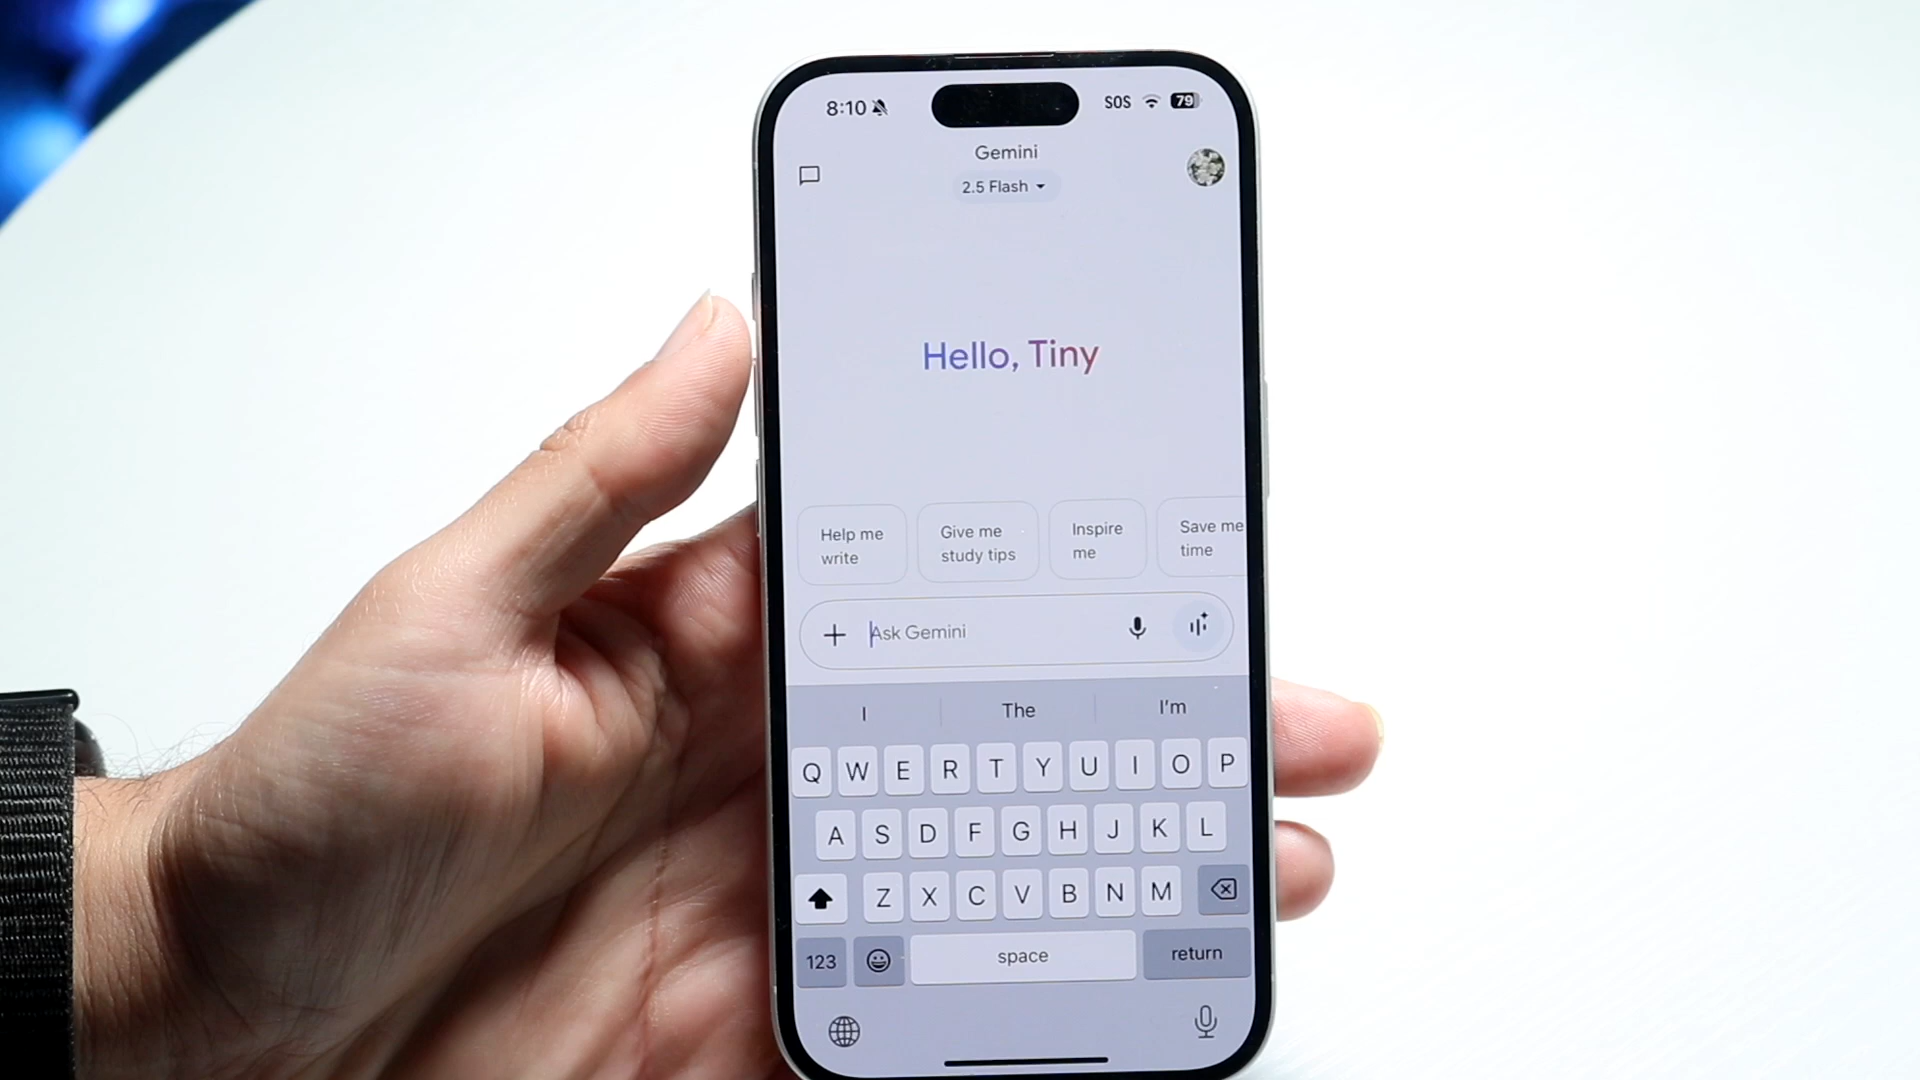 8:10
SOS
79
Gemini
2.5 Flash
Hello, Tiny
Help me
write
Give me
study tips
Inspire
me
Save me
time
Ask Gemini
I
The
I'm
Q W E R T Y U I O P
A S D F G H J K L
Z X C V B N M
123
space
return